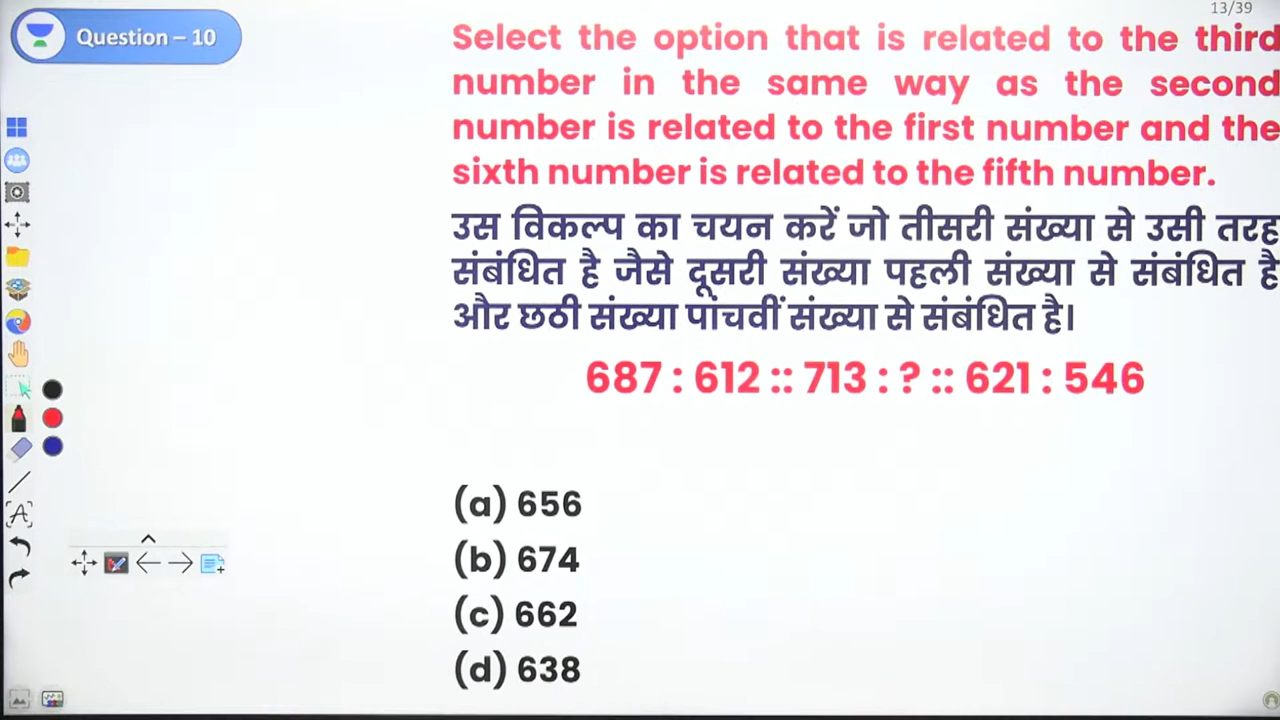 13/39
Question – 10
Select the option that is related to the third
number in the same way as the second
number is related to the first number and the
sixth number is related to the fifth number.
उस विकल्प का चयन करें जो तीसरी संख्या से उसी तरह
संबंधित है जैसे दूसरी संख्या पहली संख्या से संबंधित है
और छठी संख्या पांचवीं संख्या से संबंधित है।
687 : 612 :: 713 : ? :: 621 : 546
(a) 656
(b) 674
(c) 662
(d) 638